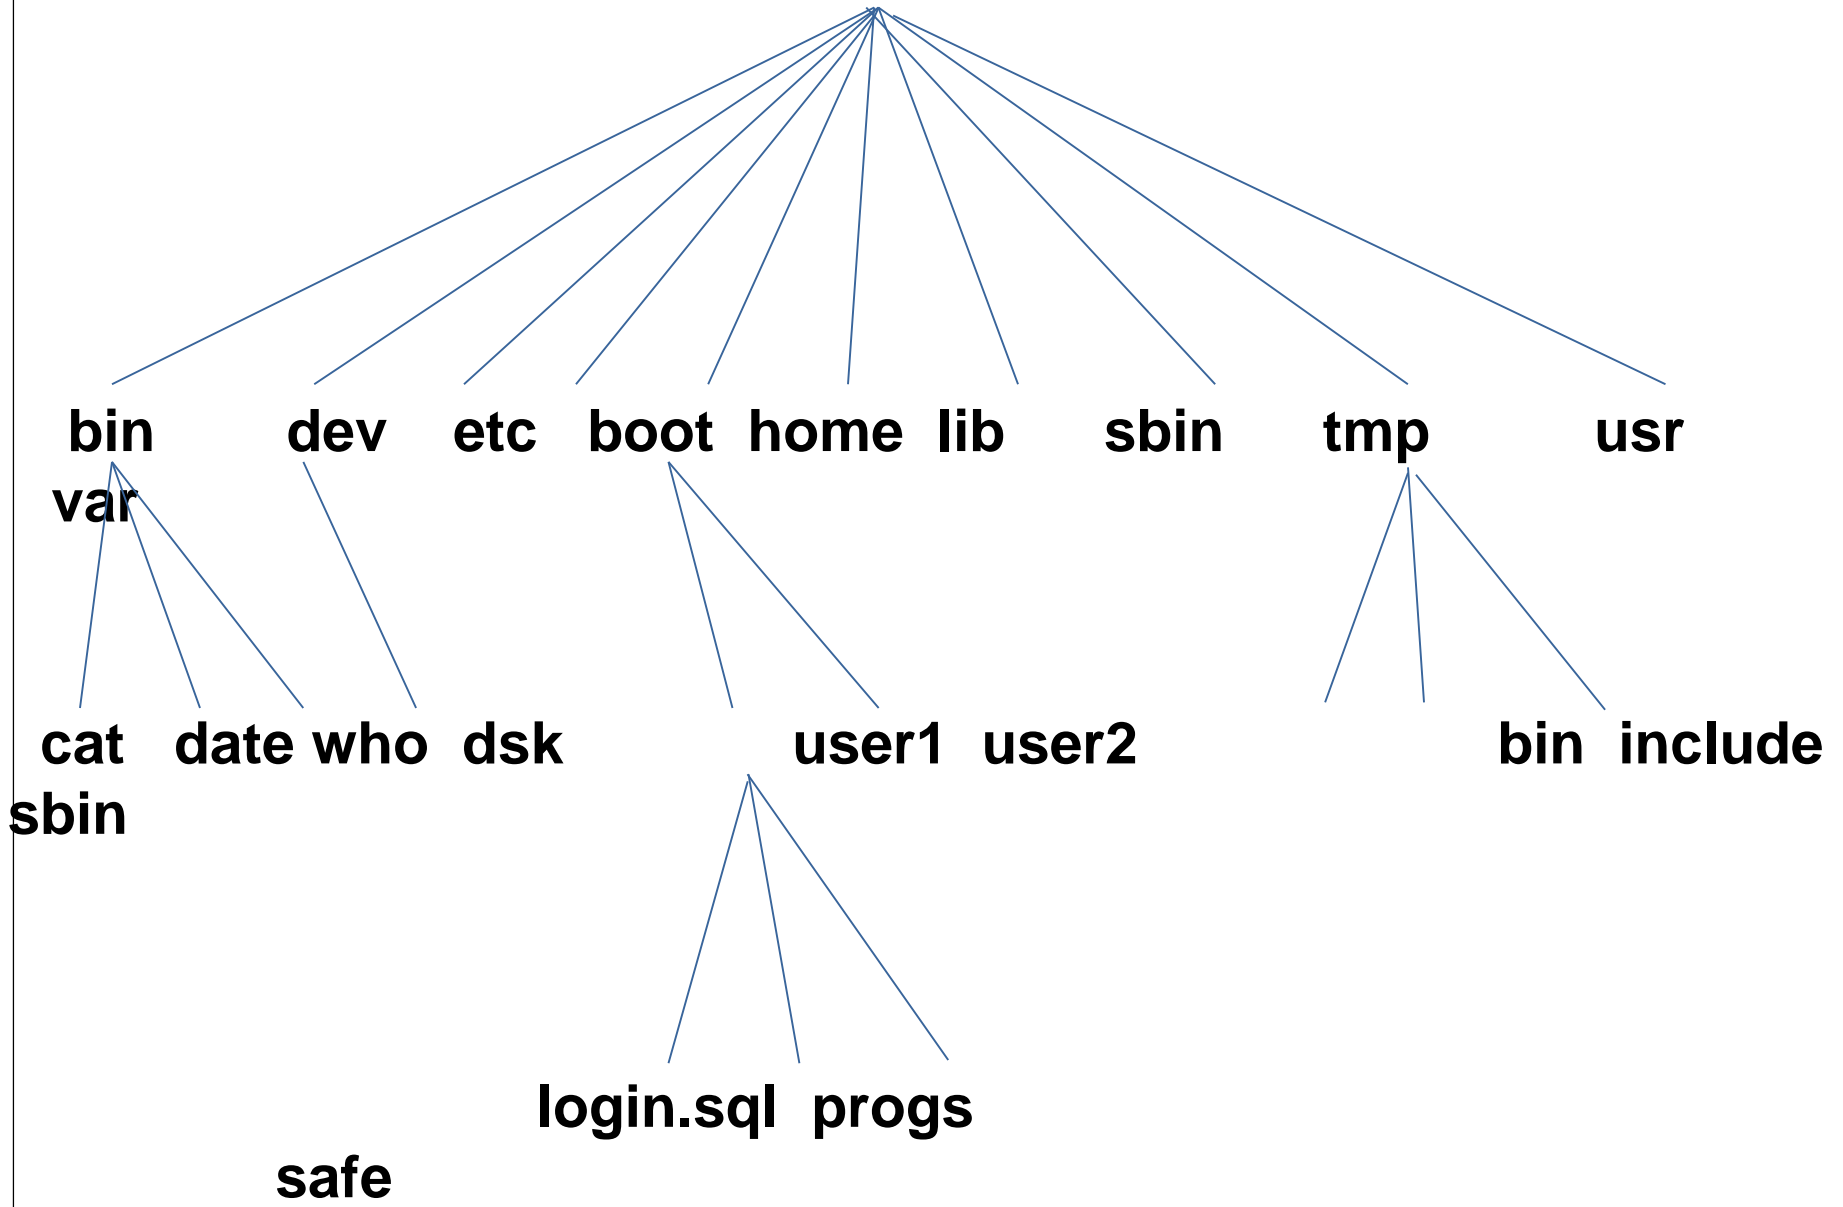 bin dev etc boot home lib sbin tmp usr
var
cat date who dsk user1 user2 bin include
sbin
login.sql progs
safe